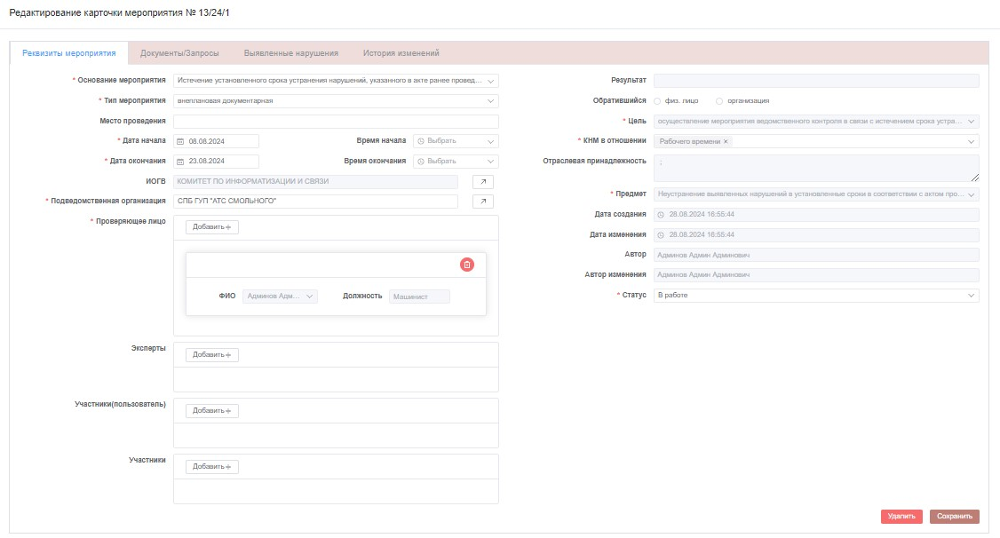 Редактирование карточки мероприятия № 13/24/1
Реквизиты мероприятия Документы/Запросы Выявленные нарушения История изменений
* Основание мероприятия Истечение установленного срока устранения нарушений, указанного в акте ранее провед...
* Тип мероприятия внеплановая документарная
Место проведения
* Дата начала 08.08.2024 Время начала Выбрать
* Дата окончания 23.08.2024 Время окончания Выбрать
ИОГВ КОМИТЕТ ПО ИНФОРМАТИЗАЦИИ И СВЯЗИ
* Подведомственная организация СПБ ГУП "АТС СМОЛЬНОГО"
* Проверяющее лицо Добавить+
ФИО Админов Адм... Должность Машинист
Эксперты Добавить+
Участники(пользователь) Добавить+
Участники Добавить+
Результат
Обратившийся физ. лицо организация
* Цель осуществление мероприятия ведомственного контроля в связи с истечением срока устра...
* КНМ в отношении Рабочего времени ×
Отраслевая принадлежность ;
* Предмет Неустранение выявленных нарушений в установленные сроки в соответствии с актом про...
Дата создания 28.08.2024 16:55:44
Дата изменения 28.08.2024 16:55:44
Автор Админов Админ Админович
Автор изменения Админов Админ Админович
* Статус В работе
Удалить Сохранить